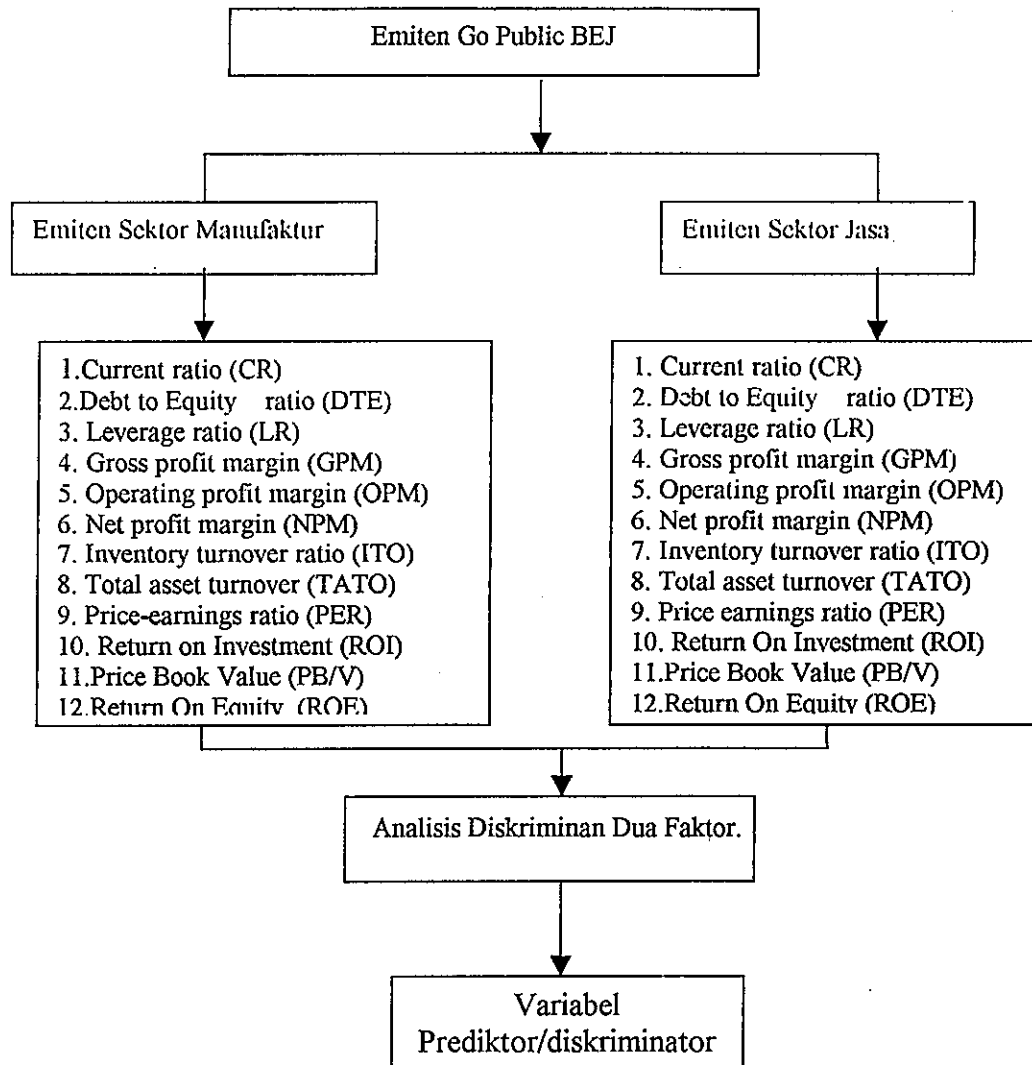 Emiten Go Public BEJ
Emiten Sektor Manufaktur
Emiten Sektor Jasa
1.Current ratio (CR)
2.Debt to Equity ratio (DTE)
3. Leverage ratio (LR)
4. Gross profit margin (GPM)
5. Operating profit margin (OPM)
6. Net profit margin (NPM)
7. Inventory turnover ratio (ITO)
8. Total asset turnover (TATO)
9. Price-earnings ratio (PER)
10. Return on Investment (ROI)
11.Price Book Value (PB/V)
12.Return On Equity (ROE)
1. Current ratio (CR)
2. Debt to Equity ratio (DTE)
3. Leverage ratio (LR)
4. Gross profit margin (GPM)
5. Operating profit margin (OPM)
6. Net profit margin (NPM)
7. Inventory turnover ratio (ITO)
8. Total asset turnover (TATO)
9. Price earnings ratio (PER)
10. Return On Investment (ROI)
11.Price Book Value (PB/V)
12.Return On Equity (ROE)
Analisis Diskriminan Dua Faktor.
Variabel
Prediktor/diskriminator